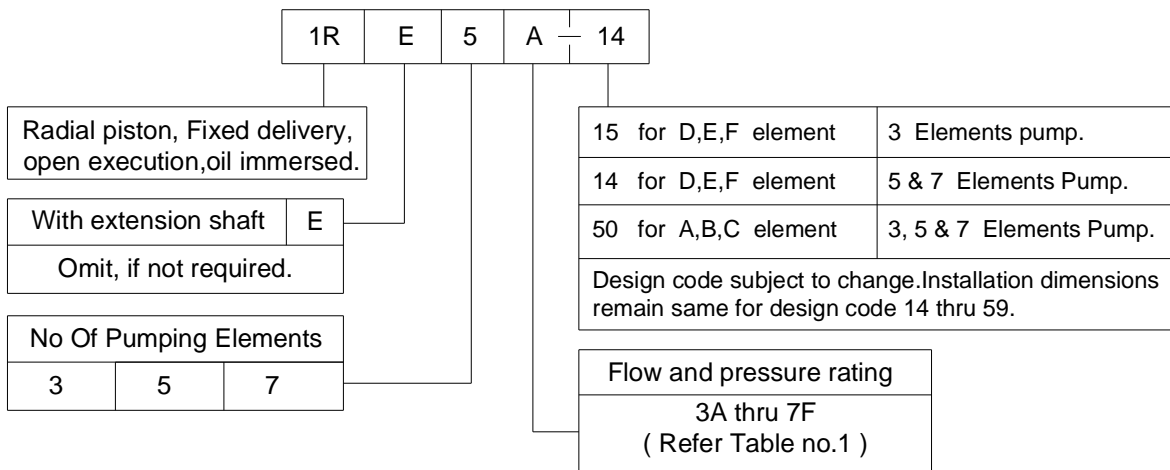 1R E 5 A - 14
Radial piston, Fixed delivery,
open execution,oil immersed.
With extension shaft E
Omit, if not required.
No Of Pumping Elements
3 5 7
15 for D,E,F element 3 Elements pump.
14 for D,E,F element 5 & 7 Elements Pump.
50 for A,B,C element 3, 5 & 7 Elements Pump.
Design code subject to change.Installation dimensions
remain same for design code 14 thru 59.
Flow and pressure rating
3A thru 7F
( Refer Table no.1 )